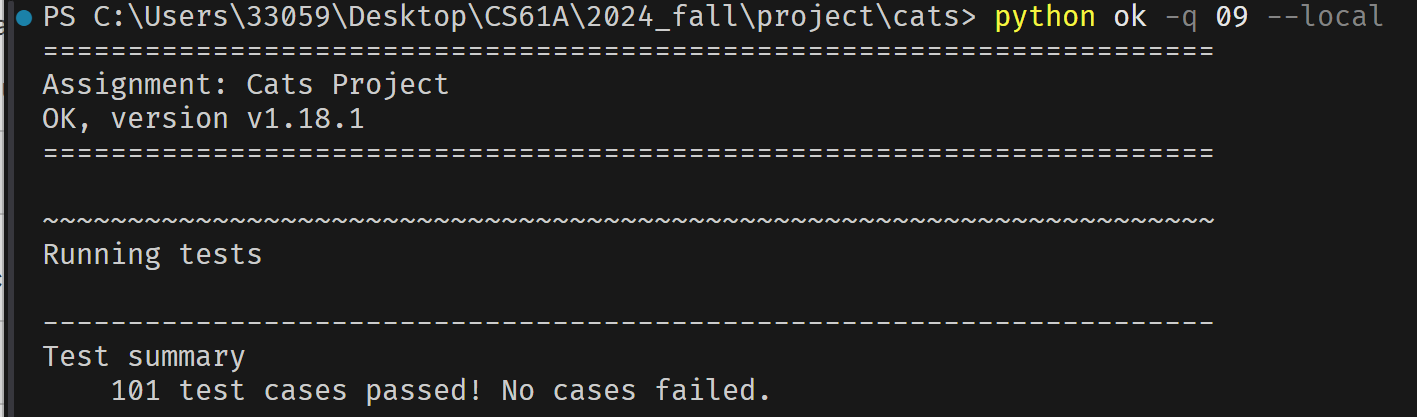 PS C:\Users\33059\Desktop\CS61A\2024_fall\project\cats> python ok -q 09 --local
=====================================================================
Assignment: Cats Project
OK, version v1.18.1
=====================================================================
~~~~~~~~~~~~~~~~~~~~~~~~~~~~~~~~~~~~~~~~~~~~~~~~~~~~~~~~~~~~~~~~~~~~~
Running tests
---------------------------------------------------------------------
Test summary
    101 test cases passed! No cases failed.